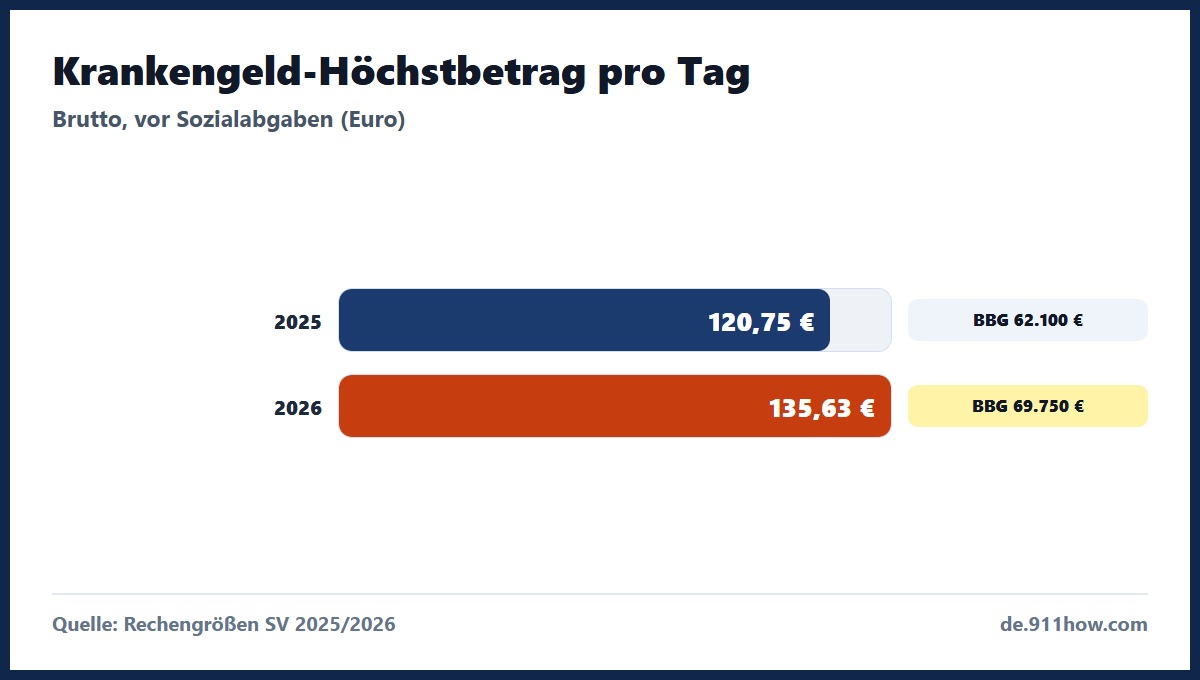 Krankengeld-Höchstbetrag pro Tag
Brutto, vor Sozialabgaben (Euro)
2025 120,75 € BBG 62.100 €
2026 135,63 € BBG 69.750 €
Quelle: Rechengrößen SV 2025/2026 de.911how.com